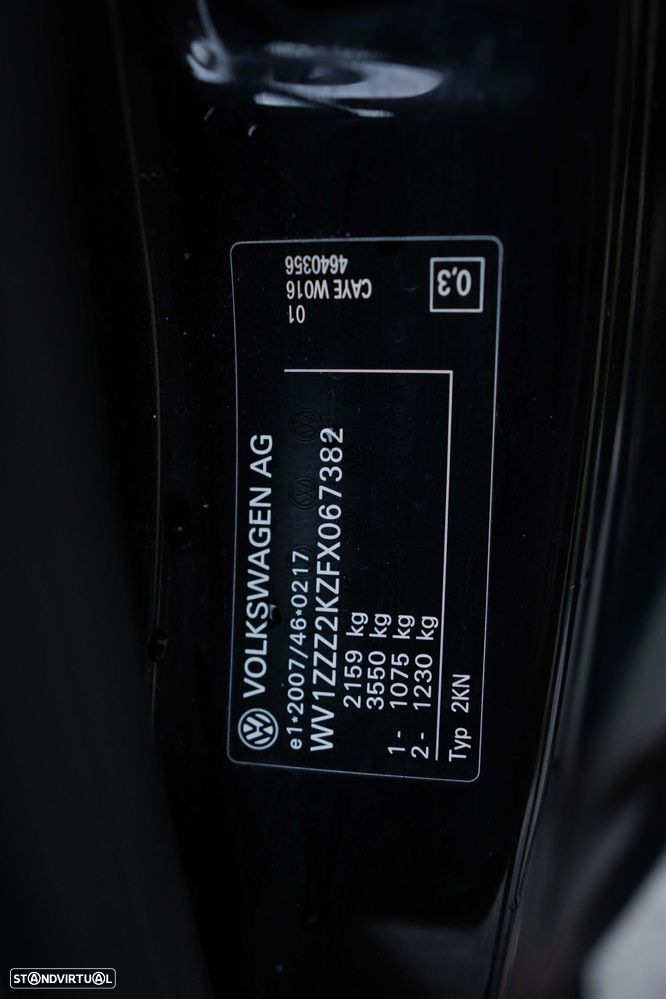 VOLKSWAGEN AG
e1*2007/46*0217
WV1ZZZ2KZFX067382
2159 kg
3550 kg
1- 1075 kg
2- 1230 kg
Typ 2KN
01
CAYE W016
4640356
0,3
STANDVIRTUAL